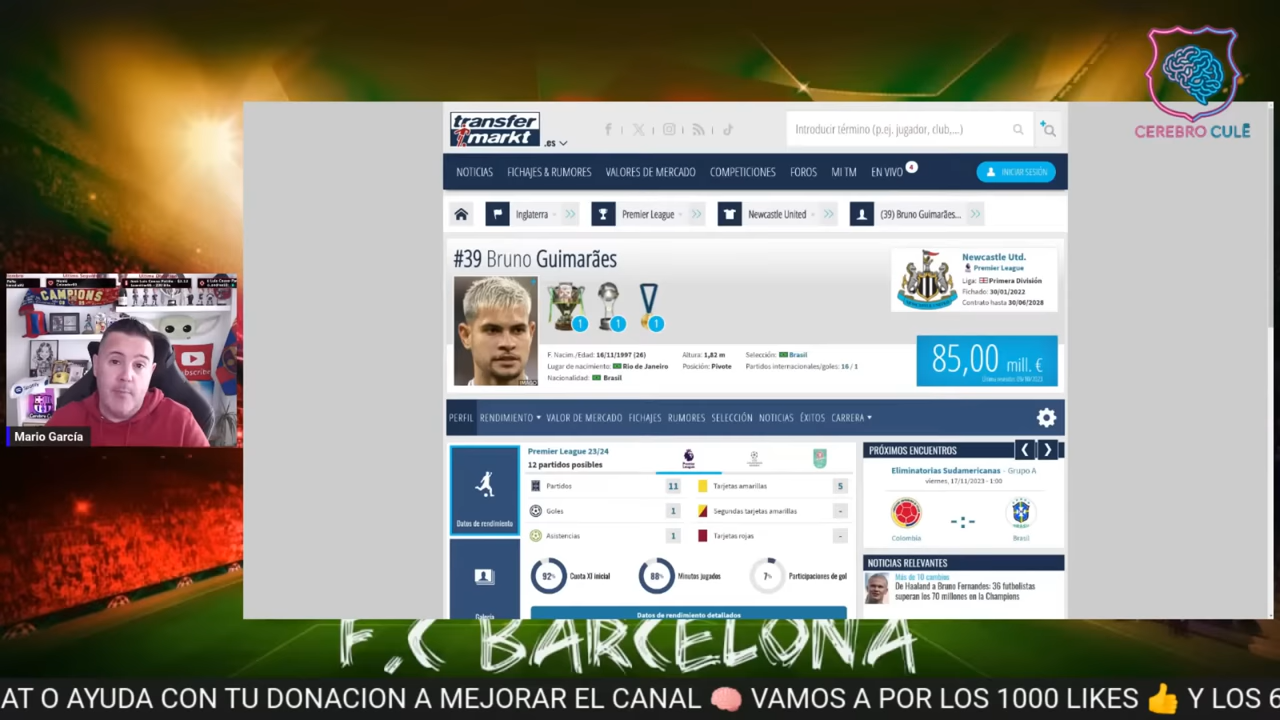 CEREBRO CULÉ
transfer
markt
.es
Introducir término (p.ej. jugador, club,...)
NOTICIAS FICHAJES & RUMORES VALORES DE MERCADO COMPETICIONES FOROS MI TM EN VIVO 4 INICIAR SESIÓN
Inglaterra Premier League Newcastle United (39) Bruno Guimarães...
#39 Bruno Guimarães
1 1 1
Newcastle Utd.
Premier League
Liga: Primera División
Fichado: 30/01/2022
Contrato hasta 30/06/2028
F. Nacim./Edad: 16/11/1997 (26) Altura: 1,82 m Selección: Brasil
Lugar de nacimiento: Rio de Janeiro Posición: Pivote Partidos internacionales/goles: 16 / 1
Nacionalidad: Brasil
85,00 mill. €
PERFIL RENDIMIENTO VALOR DE MERCADO FICHAJES RUMORES SELECCIÓN NOTICIAS ÉXITOS CARRERA
Datos de rendimiento
Galería
Premier League 23/24
12 partidos posibles
Partidos 11 Tarjetas amarillas 5
Goles 1 Segundas tarjetas amarillas -
Asistencias 1 Tarjetas rojas -
92% Cuota XI inicial 88% Minutos jugados 7% Participaciones de gol
Datos de rendimiento detallados
PRÓXIMOS ENCUENTROS
Eliminatorias Sudamericanas - Grupo A
viernes, 17/11/2023 - 1:00
-:-
Colombia Brasil
NOTICIAS RELEVANTES
Más de 10 cambios
De Haaland a Bruno Fernandes: 36 futbolistas
superan los 70 millones en la Champions
CAMPIONS
Mario García
F.C BARCELONA
AT O AYUDA CON TU DONACION A MEJORAR EL CANAL 🧠 VAMOS A POR LOS 1000 LIKES 👍 Y LOS 6